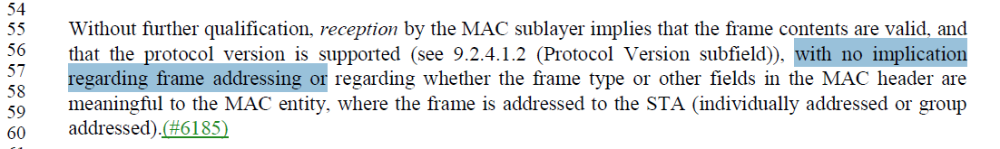 54
55 Without further qualification, reception by the MAC sublayer implies that the frame contents are valid, and
56 that the protocol version is supported (see 9.2.4.1.2 (Protocol Version subfield)), with no implication
57 regarding frame addressing or regarding whether the frame type or other fields in the MAC header are
58 meaningful to the MAC entity, where the frame is addressed to the STA (individually addressed or group
59 addressed).(#6185)
60